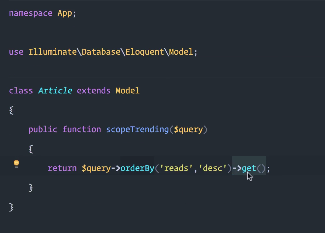 namespace App;
use Illuminate\Database\Eloquent\Model;
class Article extends Model
{
public function scopeTrending($query)
{
return $query->orderBy('reads','desc')->get();
}
}